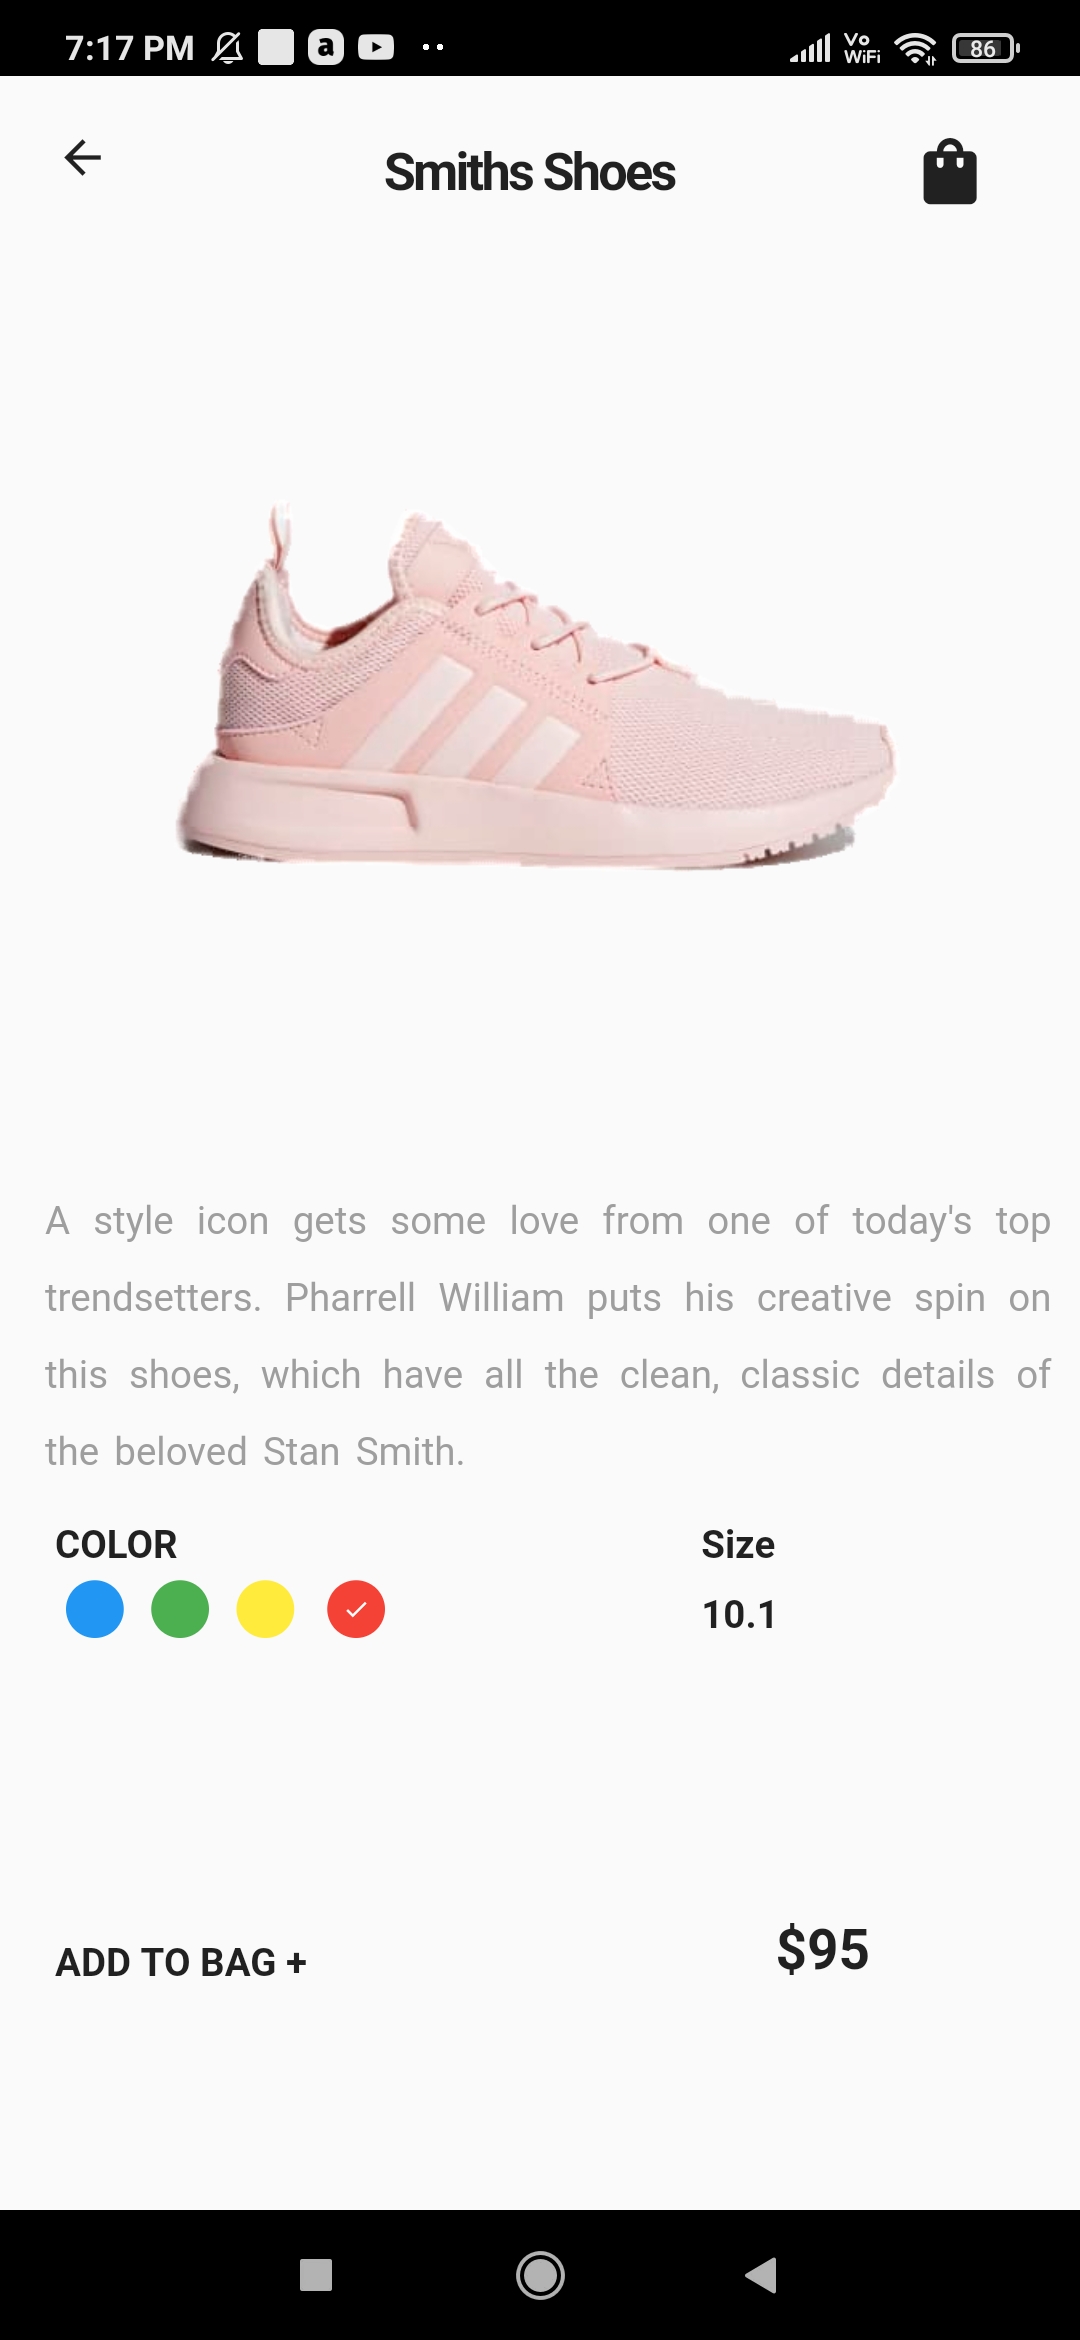 7:17 PM a Vo WiFi 86
Smiths Shoes
A style icon gets some love from one of today's top
trendsetters. Pharrell William puts his creative spin on
this shoes, which have all the clean, classic details of
the beloved Stan Smith.
COLOR Size
10.1
ADD TO BAG + $95